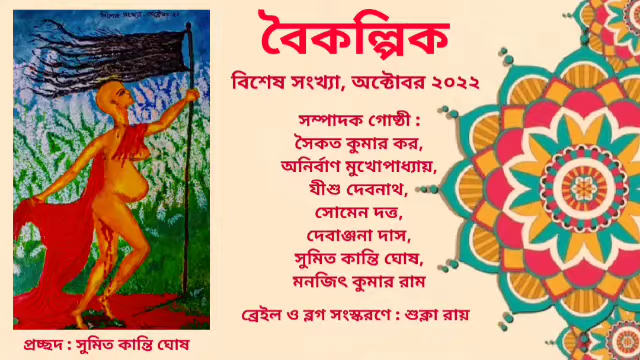 বৈকল্পিক
বিশেষ সংখ্যা, অক্টোবর ২০২২
সম্পাদক গোষ্ঠী :
সৈকত কুমার কর,
অনির্বাণ মুখোপাধ্যায়,
যীশু দেবনাথ,
সোমেন দত্ত,
দেবাঞ্জনা দাস,
সুমিত কান্তি ঘোষ,
মনজিৎ কুমার রাম
ব্রেইল ও ব্লগ সংস্করণে : শুক্লা রায়
প্রচ্ছদ : সুমিত কান্তি ঘোষ